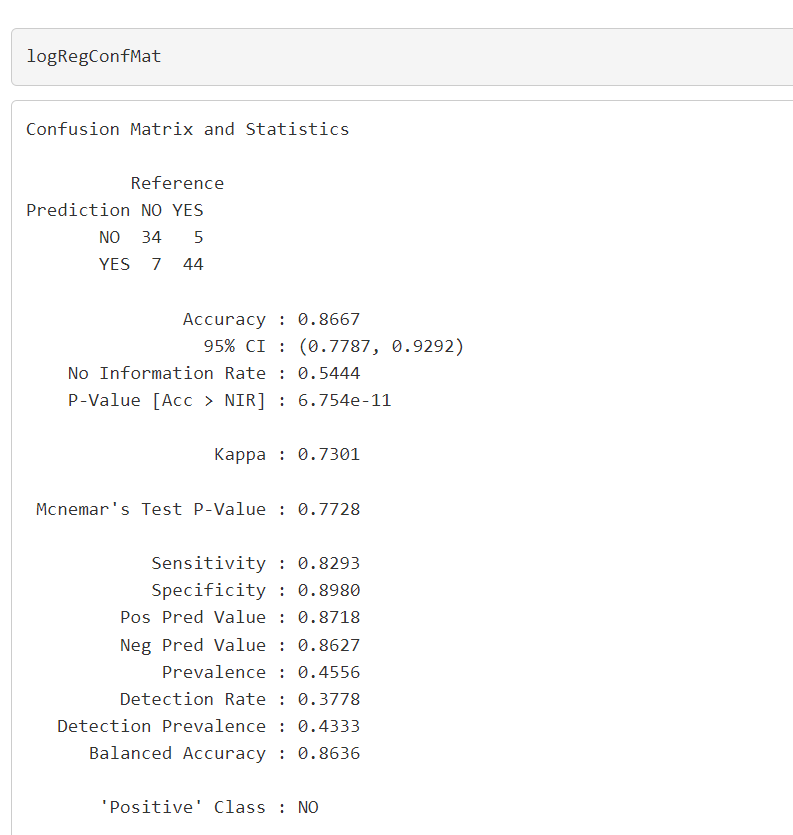 logRegConfMat
Confusion Matrix and Statistics
Reference
Prediction NO YES
NO 34 5
YES 7 44
Accuracy : 0.8667
95% CI : (0.7787, 0.9292)
No Information Rate : 0.5444
P-Value [Acc > NIR] : 6.754e-11
Kappa : 0.7301
Mcnemar's Test P-Value : 0.7728
Sensitivity : 0.8293
Specificity : 0.8980
Pos Pred Value : 0.8718
Neg Pred Value : 0.8627
Prevalence : 0.4556
Detection Rate : 0.3778
Detection Prevalence : 0.4333
Balanced Accuracy : 0.8636
'Positive' Class : NO